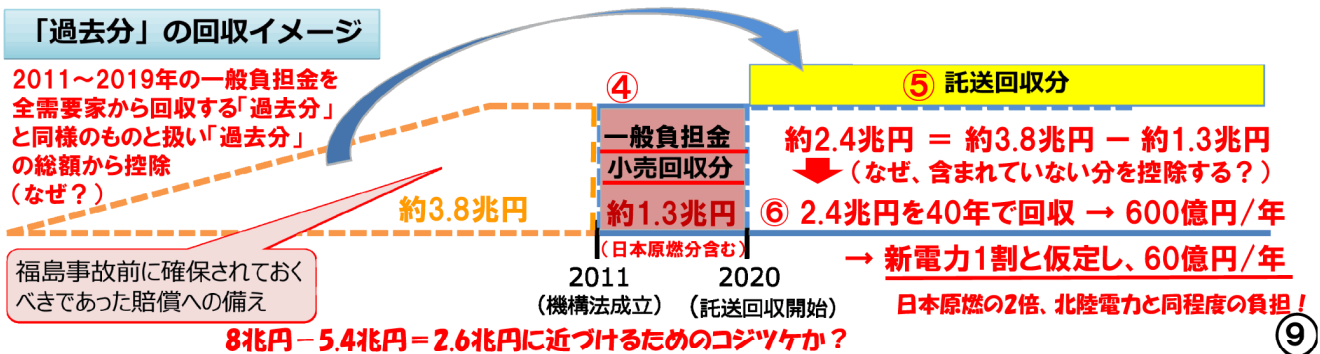 「過去分」の回収イメージ
2011～2019年の一般負担金を
全需要家から回収する「過去分」
と同様のものと扱い「過去分」
の総額から控除
(なぜ？)
約3.8兆円
福島事故前に確保されておく
べきであった賠償への備え
④
一般負担金
小売回収分
約1.3兆円
(日本原燃分含む)
2011
(機構法成立)
2020
(託送回収開始)
⑤ 託送回収分
約2.4兆円 ＝ 約3.8兆円 － 約1.3兆円
(なぜ、含まれていない分を控除する？)
⑥ 2.4兆円を40年で回収 → 600億円/年
→ 新電力1割と仮定し、60億円/年
日本原燃の2倍、北陸電力と同程度の負担！
8兆円－5.4兆円＝2.6兆円に近づけるためのコジツケか？
⑨